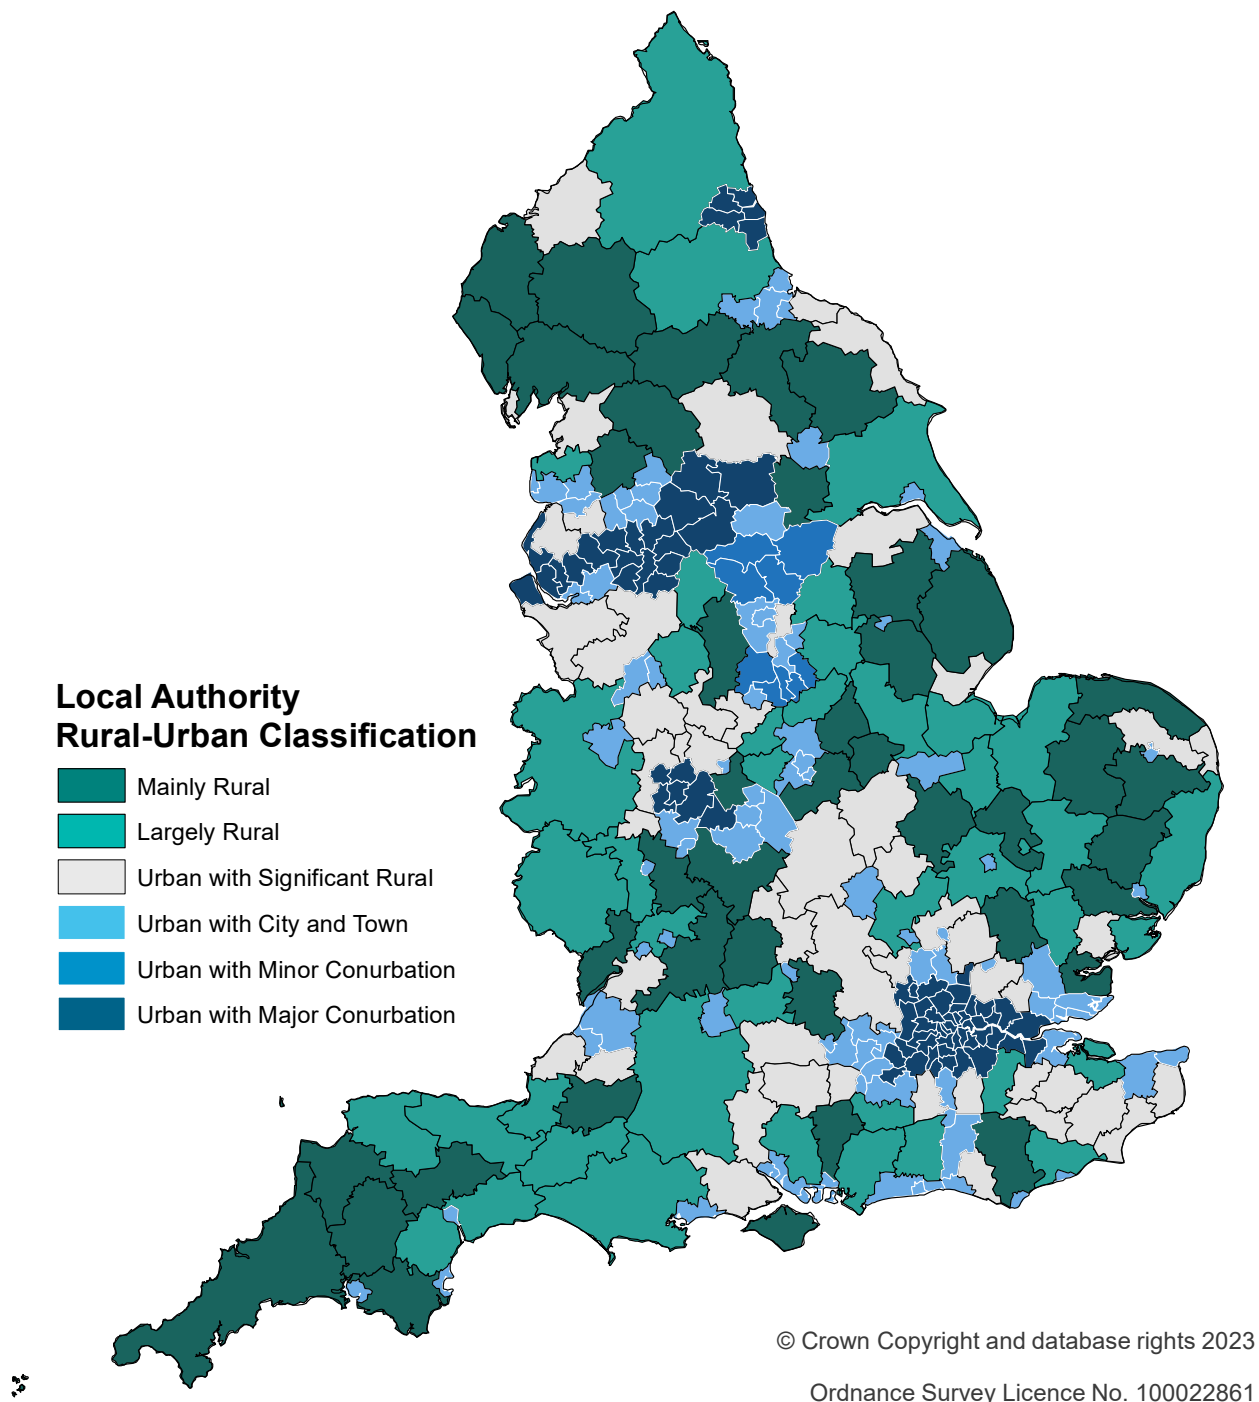 Local Authority
Rural-Urban Classification
Mainly Rural
Largely Rural
Urban with Significant Rural
Urban with City and Town
Urban with Minor Conurbation
Urban with Major Conurbation
© Crown Copyright and database rights 2023
Ordnance Survey Licence No. 100022861